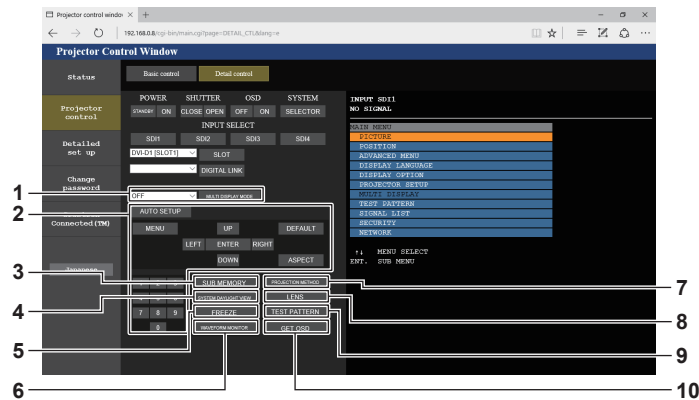 Projector control window
192.168.0.8/cgi-bin/main.cgi?page=DETAIL_CTL&lang=e
Projector Control Window
Status
Projector control
Detailed set up
Change password
Connected(TM)
Japanese
Basic control
Detail control
POWER SHUTTER OSD SYSTEM
STANDBY ON CLOSE OPEN OFF ON SELECTOR
INPUT SELECT
SDI1 SDI2 SDI3 SDI4
DVI-D1 [SLOT1] SLOT
DIGITAL LINK
OFF MULTI DISPLAY MODE
AUTO SETUP
MENU UP DEFAULT
LEFT ENTER RIGHT
DOWN ASPECT
SUB MEMORY PROJECTION METHOD
SYSTEM DAYLIGHT VIEW LENS
7 8 9 FREEZE TEST PATTERN
0 WAVEFORM MONITOR GET OSD
INPUT SDI1
NO SIGNAL
MAIN MENU
PICTURE
POSITION
ADVANCED MENU
DISPLAY LANGUAGE
DISPLAY OPTION
PROJECTOR SETUP
MULTI DISPLAY
TEST PATTERN
SIGNAL LIST
SECURITY
NETWORK
↑↓ MENU SELECT
ENT. SUB MENU
1
2
3
4
5
6
7
8
9
10